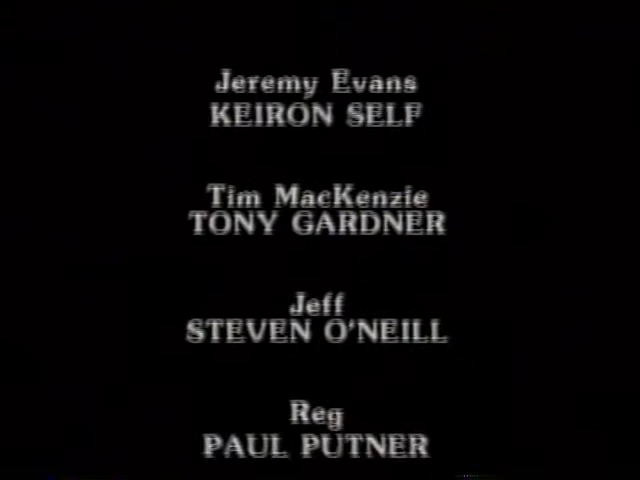 Jeremy Evans
KEIRON SELF
Tim MacKenzie
TONY GARDNER
Jeff
STEVEN O'NEILL
Reg
PAUL PUTNER